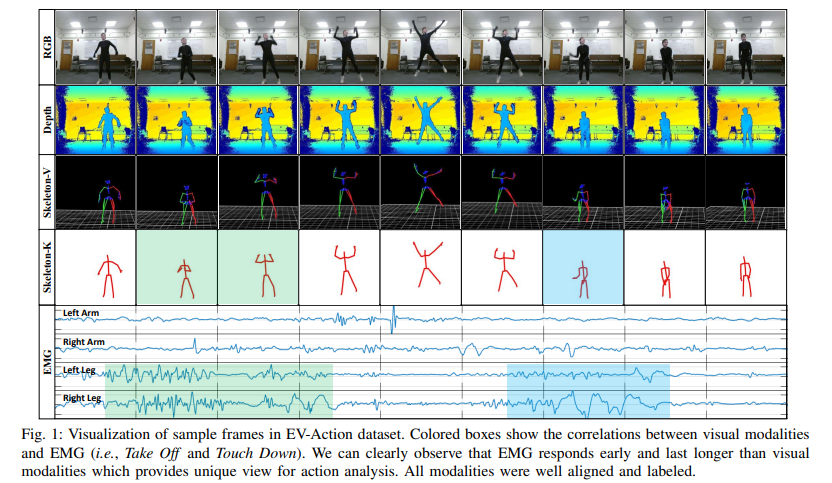 RGB
Depth
Skeleton-V
Skeleton-K
EMG
Left Arm
Right Arm
Left Leg
Right Leg
Fig. 1: Visualization of sample frames in EV-Action dataset. Colored boxes show the correlations between visual modalities
and EMG (i.e., Take Off and Touch Down). We can clearly observe that EMG responds early and last longer than visual
modalities which provides unique view for action analysis. All modalities were well aligned and labeled.